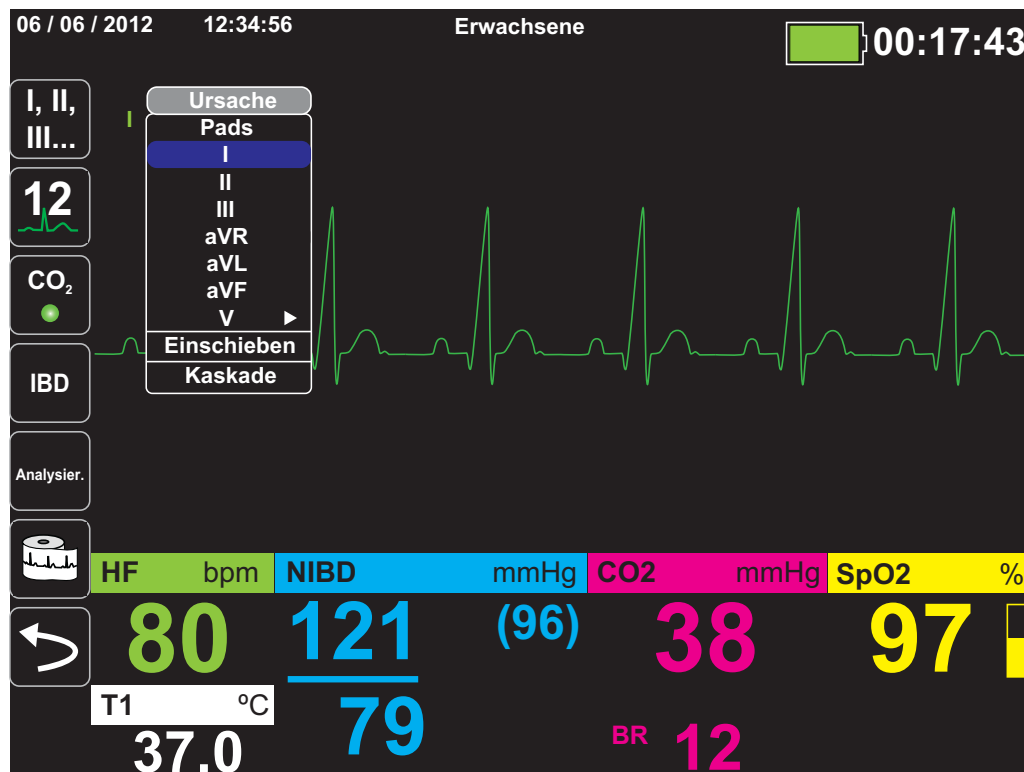 06 / 06 / 2012 12:34:56 Erwachsene 00:17:43
I, II,
III...
I
Ursache
Pads
I
II
III
aVR
aVL
aVF
V
Einschieben
Kaskade
12
CO₂
IBD
Analysier.
HF bpm NIBD mmHg CO2 mmHg SpO2 %
80 121 (96) 38 97
T1 ºC
37.0 79 BR 12